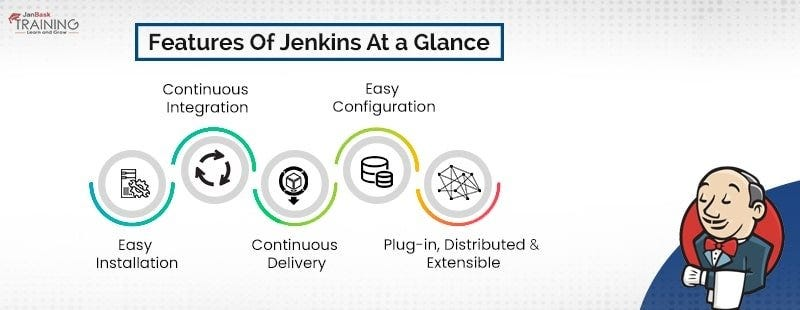 JanBask
TRAINING
Learn and Grow
Features Of Jenkins At a Glance
Continuous
Integration
Easy
Configuration
Easy
Installation
Continuous
Delivery
Plug-in, Distributed &
Extensible